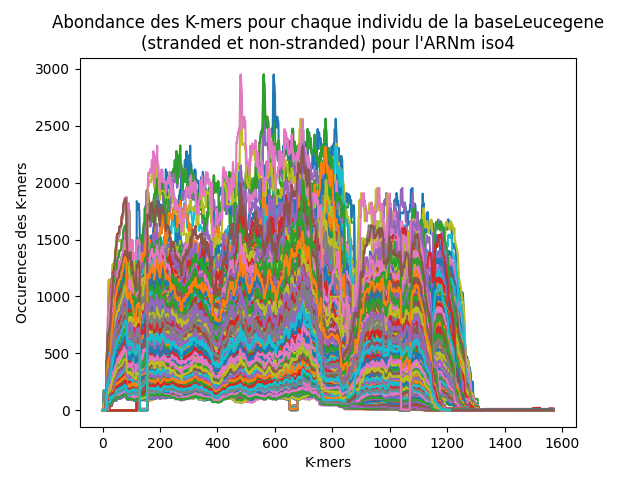 Abondance des K-mers pour chaque individu de la baseLeucegene
(stranded et non-stranded) pour l'ARNm iso4
3000
2500
2000
1500
1000
500
0
Occurences des K-mers
0 200 400 600 800 1000 1200 1400 1600
K-mers